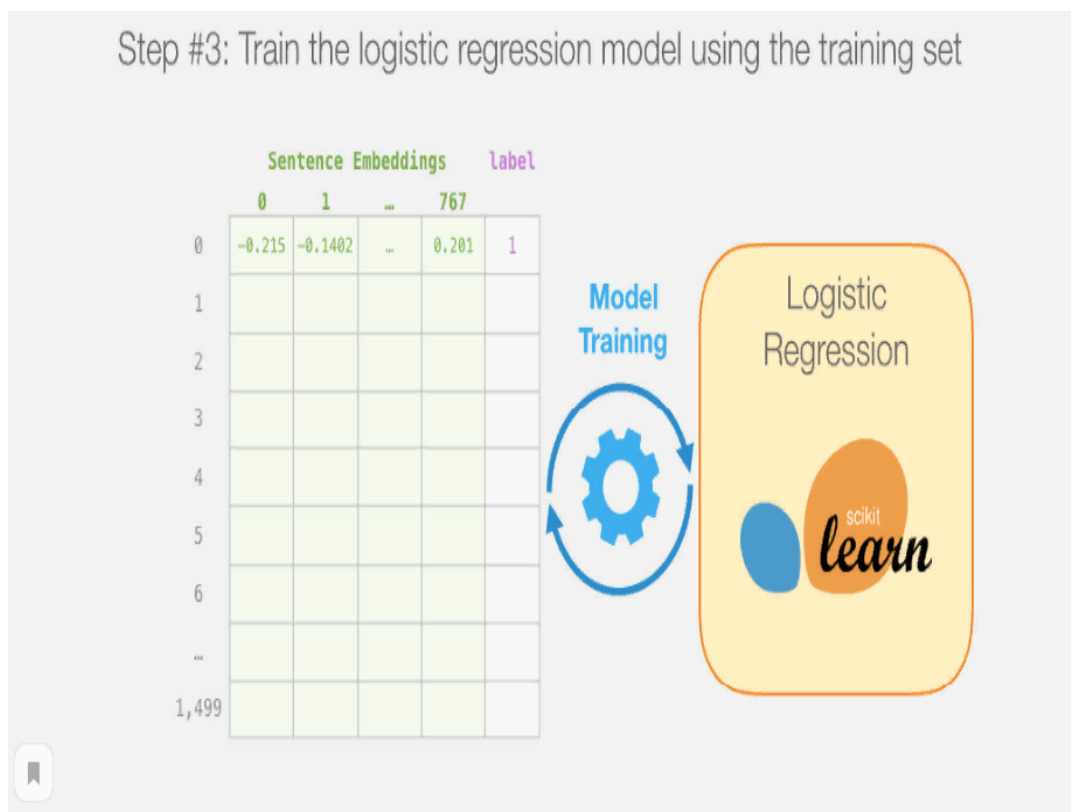 Step #3: Train the logistic regression model using the training set
Sentence Embeddings label
0 1 … 767
0 -0.215 -0.1402 … 0.201 1
1
2
3
4
5
6
…
1,499
Model
Training
Logistic
Regression
scikit
learn